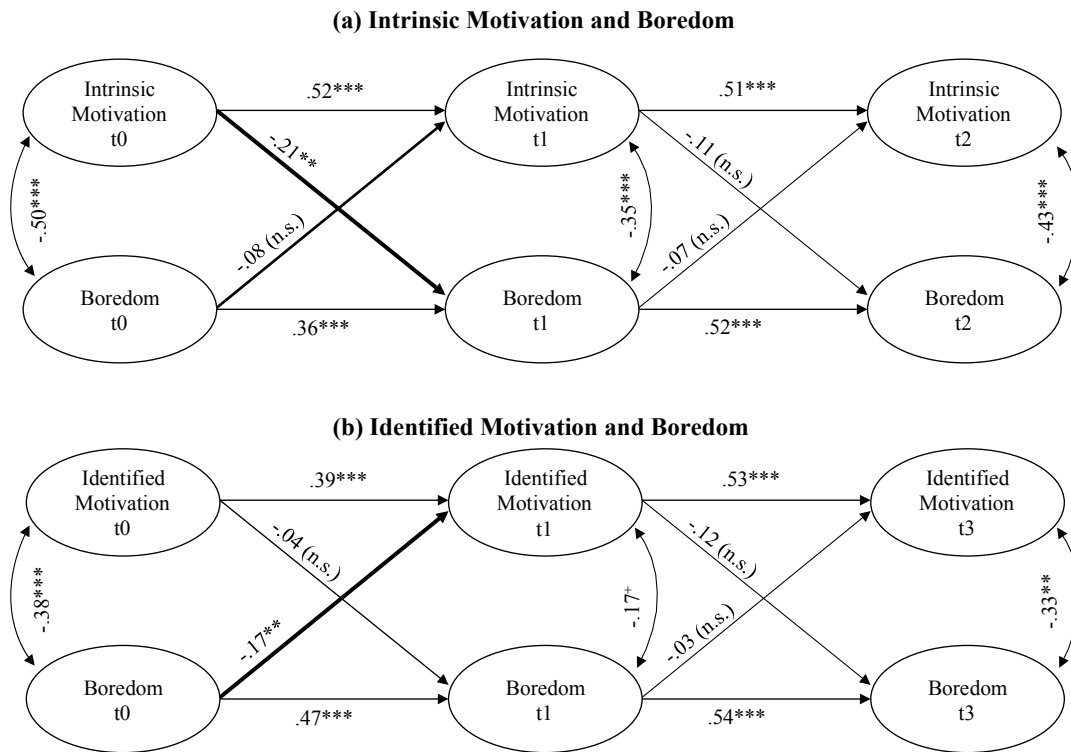 (a) Intrinsic Motivation and Boredom
Intrinsic
Motivation
t0
.52***
Intrinsic
Motivation
t1
.51***
Intrinsic
Motivation
t2
-.21**
-.11 (n.s.)
-.50***
-.35***
-.43***
-.08 (n.s.)
-.07 (n.s.)
Boredom
t0
.36***
Boredom
t1
.52***
Boredom
t2
(b) Identified Motivation and Boredom
Identified
Motivation
t0
.39***
Identified
Motivation
t1
.53***
Identified
Motivation
t3
-.04 (n.s.)
-.12 (n.s.)
-.38***
-.17+
-.33**
-.17**
-.03 (n.s.)
Boredom
t0
.47***
Boredom
t1
.54***
Boredom
t3